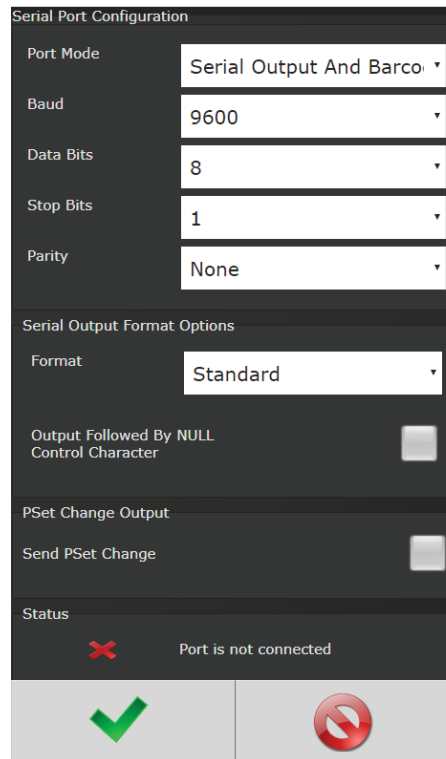 Serial Port Configuration
Port Mode
Serial Output And Barco
Baud
9600
Data Bits
8
Stop Bits
1
Parity
None
Serial Output Format Options
Format
Standard
Output Followed By NULL
Control Character
PSet Change Output
Send PSet Change
Status
Port is not connected